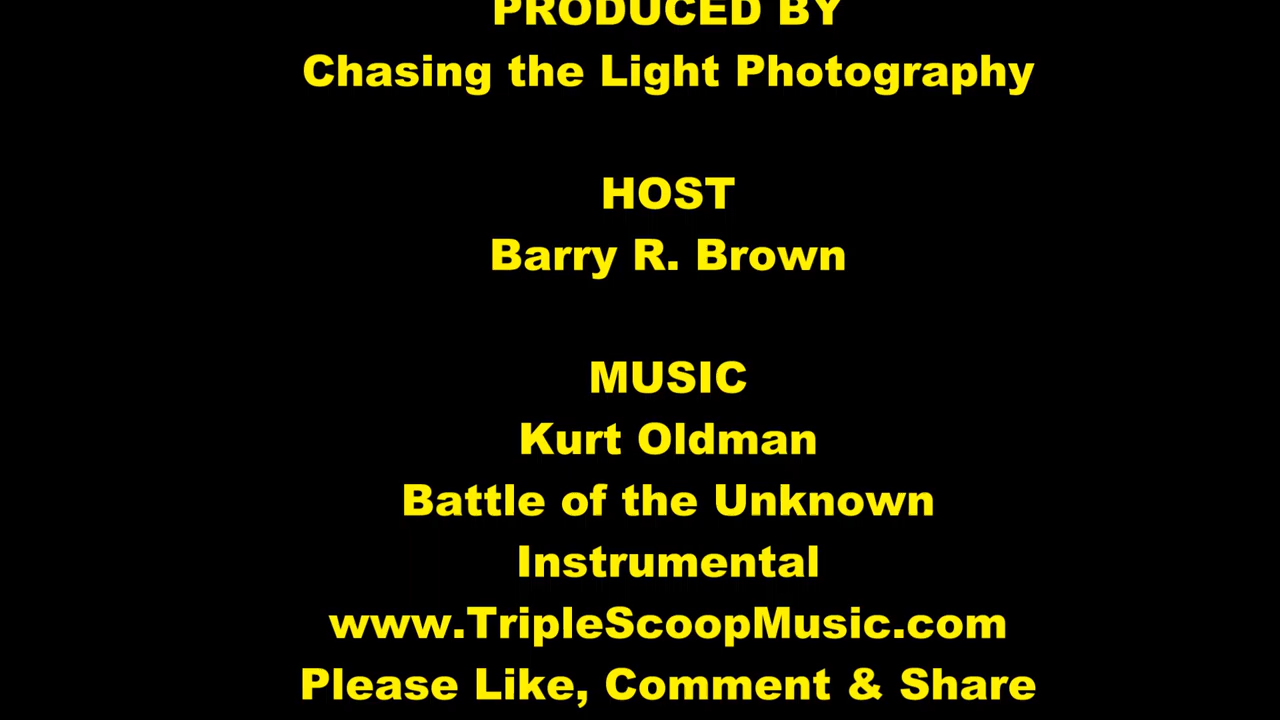 PRODUCED BY
Chasing the Light Photography
HOST
Barry R. Brown
MUSIC
Kurt Oldman
Battle of the Unknown
Instrumental
www.TripleScoopMusic.com
Please Like, Comment & Share